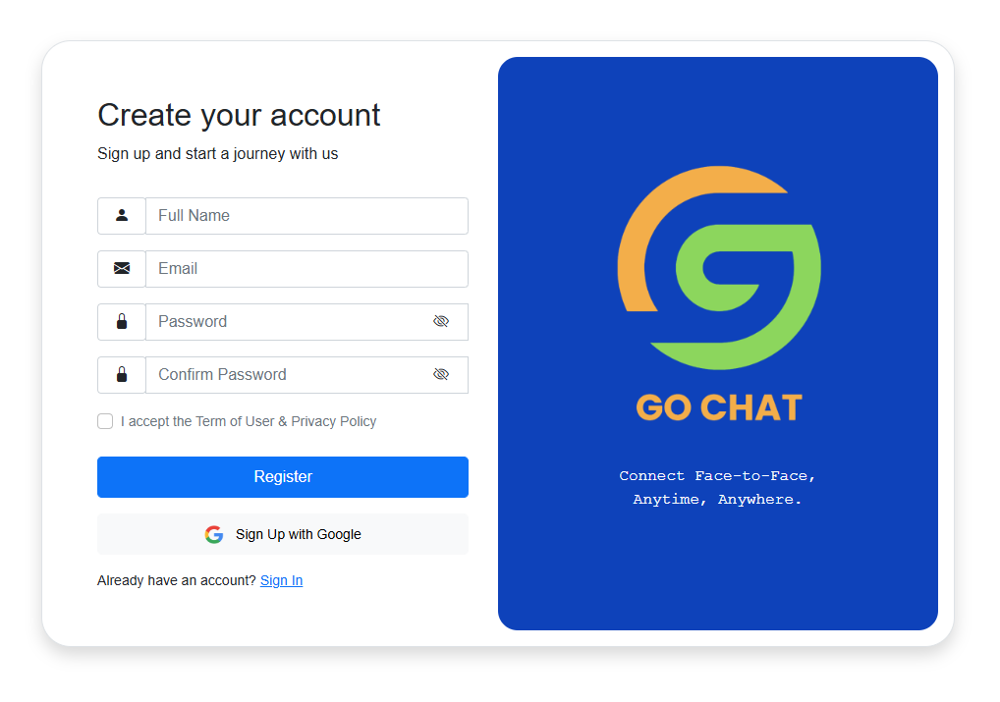 Create your account
Sign up and start a journey with us
Full Name
Email
Password
Confirm Password
I accept the Term of User & Privacy Policy
Register
Sign Up with Google
Already have an account? Sign In
GO CHAT
Connect Face-to-Face,
Anytime, Anywhere.